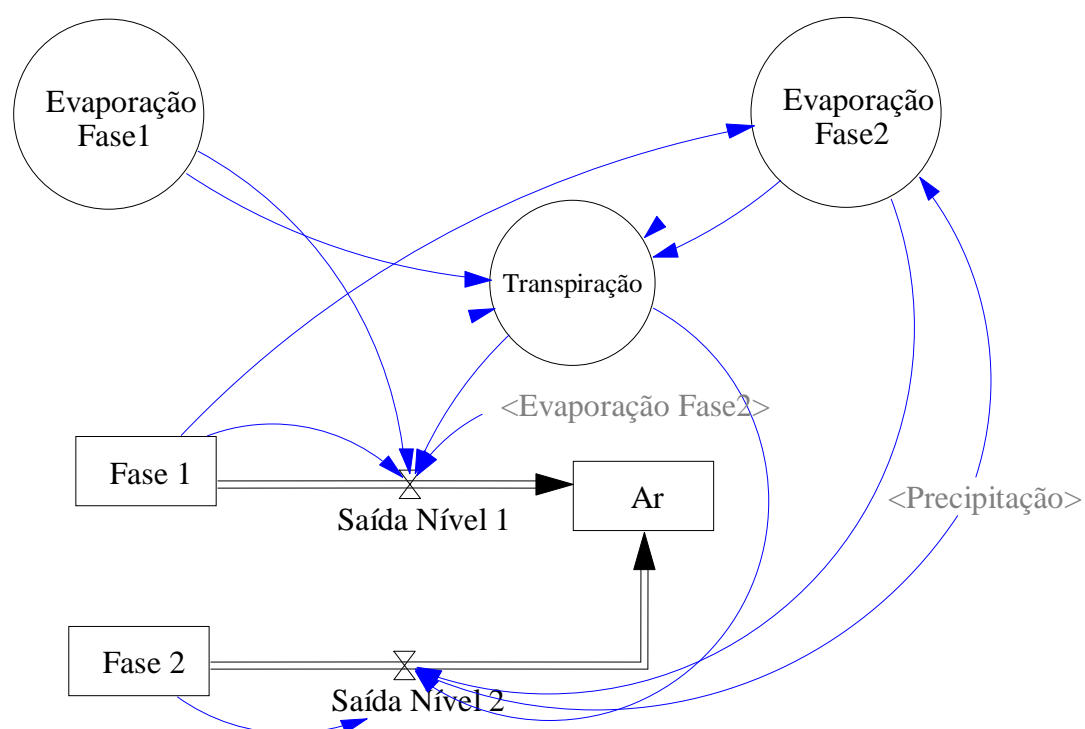 Evaporação
Fase1
Evaporação
Fase2
Transpiração
<Evaporação Fase2>
Fase 1
Ar
<Precipitação>
Saída Nível 1
Fase 2
Saída Nível 2